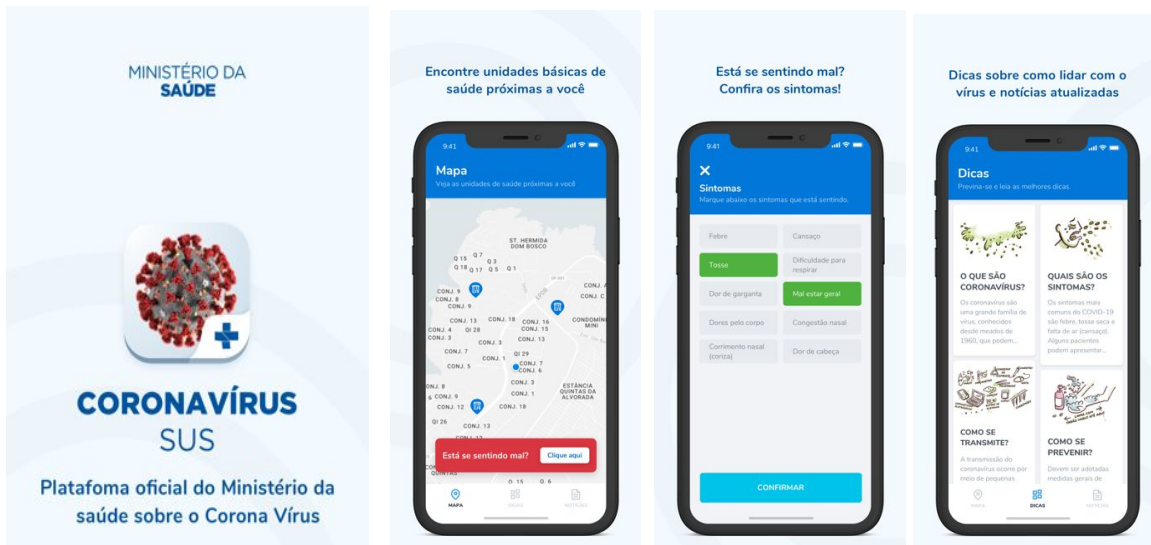 MINISTÉRIO DA
SAÚDE
CORONAVÍRUS
SUS
Platafoma oficial do Ministério da
saúde sobre o Corona Vírus
Encontre unidades básicas de
saúde próximas a você
9:41
Mapa
Veja as unidades de saúde próximas a você
ST. HERMIDA
DOM BOSCO
Q 15 Q 7
Q 3
Q 18 Q 17 Q 5 Q 1
CONJ. 9
CONJ. 8
CONJ. 9
CONJ. A
CONJ. C
CONJ. 13 CONJ. 18 CONJ. 16
CONJ. 4 QI 28 CONJ. 15
CONDOMÍNI
MINI
CONJ. 3 CONJ. 3 CONJ. 13
CONJ. 7 QI 29
CONJ. 1 CONJ. 7
CONJ. 5 CONJ. 6
CONJ. 8 CONJ. 3
6 CONJ. 9 CONJ. 1
ESTÂNCIA
QUINTAS DA
ALVORADA
CONJ. 12 CONJ. 18
QI 26 CONJ. 13
Está se sentindo mal? Clique aqui
QUINTAS
Q. 15 Q. 6
MAPA DICAS NOTÍCIAS
Está se sentindo mal?
Confira os sintomas!
9:41
Sintomas
Marque abaixo os sintomas que está sentindo.
Febre Cansaço
Tosse Dificuldade para
respirar
Dor de garganta Mal estar geral
Dores pelo corpo Congestão nasal
Corrimento nasal
(coriza) Dor de cabeça
CONFIRMAR
Dicas sobre como lidar com o
vírus e notícias atualizadas
9:41
Dicas
Previna-se e leia as melhores dicas.
O QUE SÃO
CORONAVÍRUS?
Os coronavírus são
uma grande família de
vírus, conhecidos
desde meados de
1960, que podem...
QUAIS SÃO OS
SINTOMAS?
Os sintomas mais
comuns do COVID-19
são febre, tosse seca e
falta de ar (cansaço).
Alguns pacientes
podem apresentar...
COMO SE
TRANSMITE?
A transmissão do
coronavírus ocorre por
meio de pequenas
COMO SE
PREVENIR?
Devem ser adotadas
medidas gerais de
MAPA DICAS NOTÍCIAS